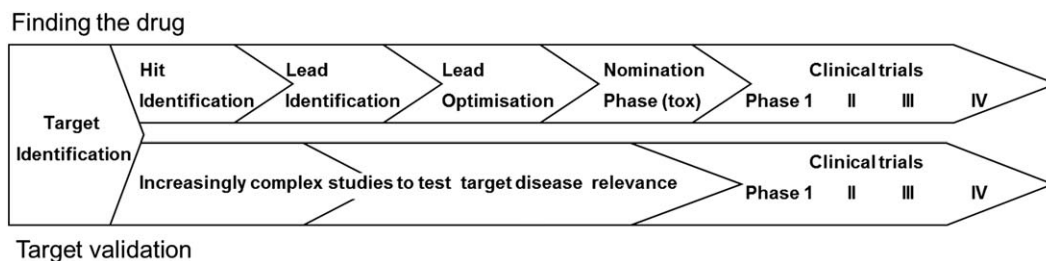 Finding the drug
Target
Identification
Hit
Identification
Lead
Identification
Lead
Optimisation
Nomination
Phase (tox)
Clinical trials
Phase 1 II III IV
Increasingly complex studies to test target disease relevance
Clinical trials
Phase 1 II III IV
Target validation